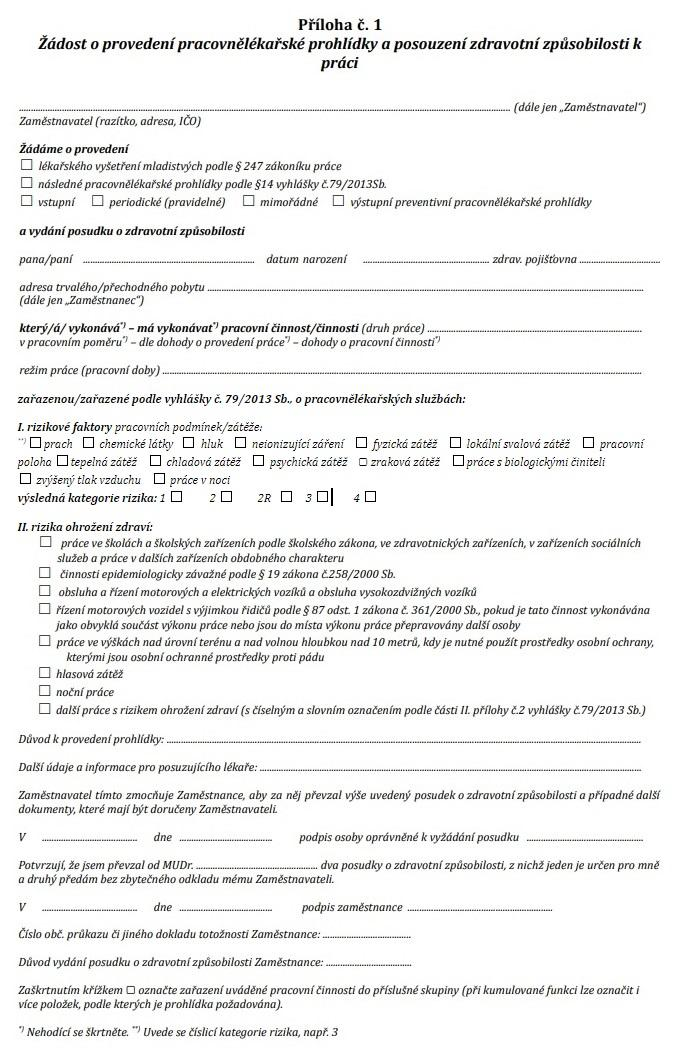 Příloha č. 1
Žádost o provedení pracovnělékařské prohlídky a posouzení zdravotní způsobilosti k
práci
........................................................................ (dále jen „Zaměstnavatel“)
Zaměstnavatel (razítko, adresa, IČO)
Žádáme o provedení
☐ lékařského vyšetření mladistvých podle § 247 zákoníku práce
☐ následné pracovnělékařské prohlídky podle §14 vyhlášky č.79/2013Sb.
☐ vstupní ☐ periodické (pravidelné) ☐ mimořádné ☐ výstupní preventivní pracovnělékařské prohlídky
a vydání posudku o zdravotní způsobilosti
pana/paní .................... datum narození .................... zdrav. pojišťovna ....................
adresa trvalého/přechodného pobytu ........................................
(dále jen „Zaměstnanec“)
který/á/ vykonává*) – má vykonávat*) pracovní činnost/činnosti (druh práce) ........................................
v pracovním poměru*) – dle dohody o provedení práce*) – dohody o pracovní činnosti*)
režim práce (pracovní doby) ........................................
zařazenou/zařazené podle vyhlášky č. 79/2013 Sb., o pracovnělékařských službách:
I. rizikové faktory pracovních podmínek/zátěže:
**) ☐ prach ☐ chemické látky ☐ hluk ☐ neionizující záření ☐ fyzická zátěž ☐ lokální svalová zátěž ☐ pracovní
poloha ☐ tepelná zátěž ☐ chladová zátěž ☐ psychická zátěž ☐ zraková zátěž ☐ práce s biologickými činiteli
☐ zvýšený tlak vzduchu ☐ práce v noci
výsledná kategorie rizika: 1 ☐ 2 ☐ 2R ☐ 3 ☐ 4 ☐
II. rizika ohrožení zdraví:
☐ práce ve školách a školských zařízeních podle školského zákona, ve zdravotnických zařízeních, v zařízeních sociálních
služeb a práce v dalších zařízeních obdobného charakteru
☐ činnosti epidemiologicky závažné podle § 19 zákona č.258/2000 Sb.
☐ obsluha a řízení motorových a elektrických vozíků a obsluha vysokozdvižných vozíků
☐ řízení motorových vozidel s výjimkou řidičů podle § 87 odst. 1 zákona č. 361/2000 Sb., pokud je tato činnost vykonávána
jako obvyklá součást výkonu práce nebo jsou do místa výkonu práce přepravovány další osoby
☐ práce ve výškách nad úrovní terénu a nad volnou hloubkou nad 10 metrů, kdy je nutné použít prostředky osobní ochrany,
kterými jsou osobní ochranné prostředky proti pádu
☐ hlasová zátěž
☐ noční práce
☐ další práce s rizikem ohrožení zdraví (s číselným a slovním označením podle části II. přílohy č.2 vyhlášky č.79/2013 Sb.)
Důvod k provedení prohlídky: ........................................
Další údaje a informace pro posuzujícího lékaře: ........................................
Zaměstnavatel tímto zmocňuje Zaměstnance, aby za něj převzal výše uvedený posudek o zdravotní způsobilosti a případné další
dokumenty, které mají být doručeny Zaměstnavateli.
V .................... dne .................... podpis osoby oprávněné k vyžádání posudku ....................
Potvrzuji, že jsem převzal od MUDr. .................... dva posudky o zdravotní způsobilosti, z nichž jeden je určen pro mně
a druhý předám bez zbytečného odkladu mému Zaměstnavateli.
V .................... dne .................... podpis zaměstnance ....................
Číslo obč. průkazu či jiného dokladu totožnosti Zaměstnance: ....................
Důvod vydání posudku o zdravotní způsobilosti Zaměstnance: ....................
Zaškrtnutím křížkem ☐ označte zařazení uváděné pracovní činnosti do příslušné skupiny (při kumulované funkci lze označit i
více položek, podle kterých je prohlídka požadována).
*) Nehodící se škrtněte. **) Uvede se číslicí kategorie rizika, např. 3